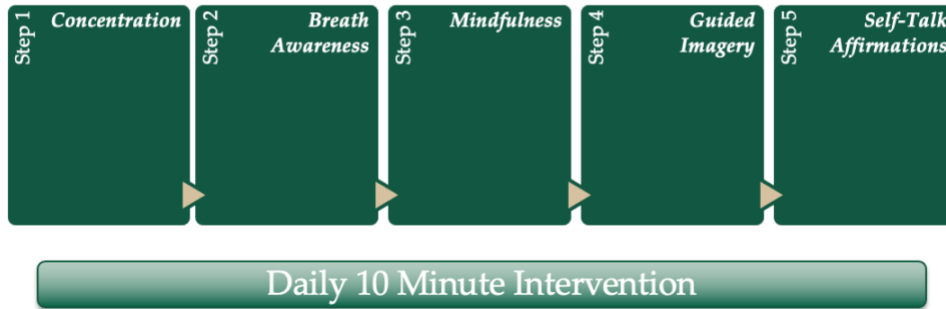 Step 1
Concentration
Step 2
Breath
Awareness
Step 3
Mindfulness
Step 4
Guided
Imagery
Step 5
Self-Talk
Affirmations
Daily 10 Minute Intervention